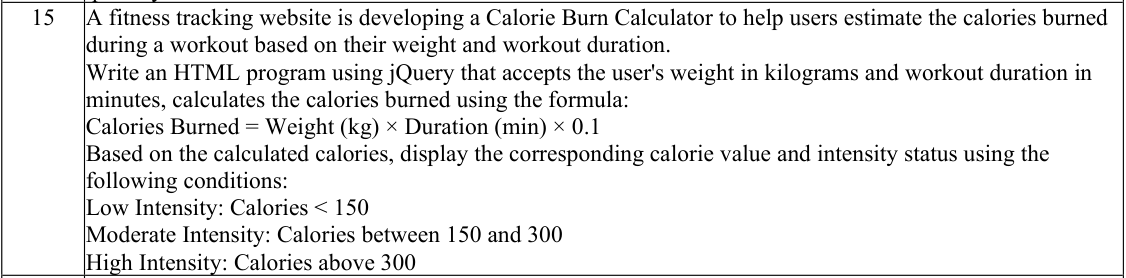 15 A fitness tracking website is developing a Calorie Burn Calculator to help users estimate the calories burned
during a workout based on their weight and workout duration.
Write an HTML program using jQuery that accepts the user's weight in kilograms and workout duration in
minutes, calculates the calories burned using the formula:
Calories Burned = Weight (kg) × Duration (min) × 0.1
Based on the calculated calories, display the corresponding calorie value and intensity status using the
following conditions:
Low Intensity: Calories < 150
Moderate Intensity: Calories between 150 and 300
High Intensity: Calories above 300